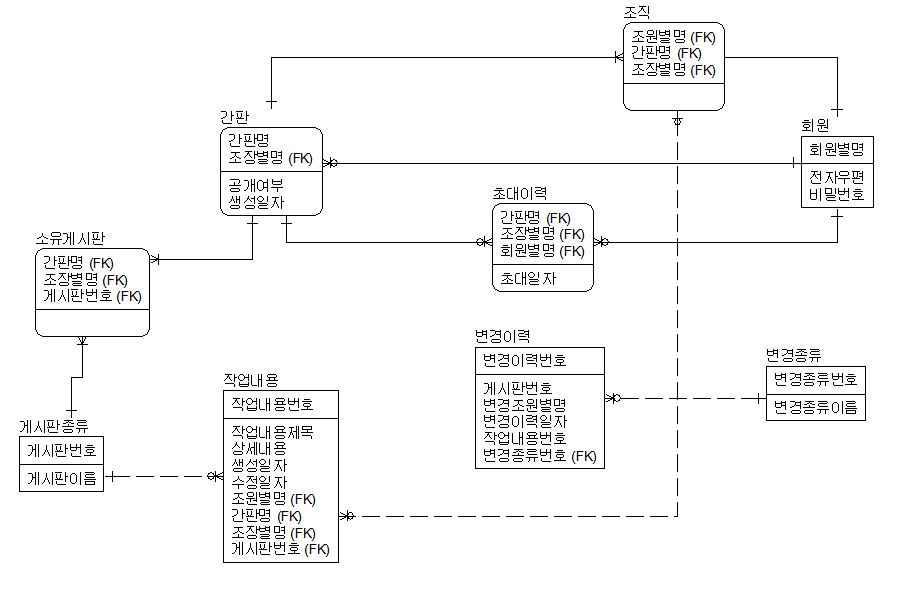 조직
조원별명 (FK)
간판명 (FK)
조장별명 (FK)
간판
간판명
조장별명 (FK)
공개여부
생성일자
회원
회원별명
전자우편
비밀번호
초대이력
간판명 (FK)
조장별명 (FK)
회원별명 (FK)
초대일자
소유게시판
간판명 (FK)
조장별명 (FK)
게시판번호 (FK)
변경이력
변경이력번호
게시판번호
변경조원별명
변경이력일자
작업내용번호
변경종류번호 (FK)
변경종류
변경종류번호
변경종류이름
작업내용
작업내용번호
작업내용제목
상세내용
생성일자
수정일자
조원별명 (FK)
간판명 (FK)
조장별명 (FK)
게시판번호 (FK)
게시판종류
게시판번호
게시판이름